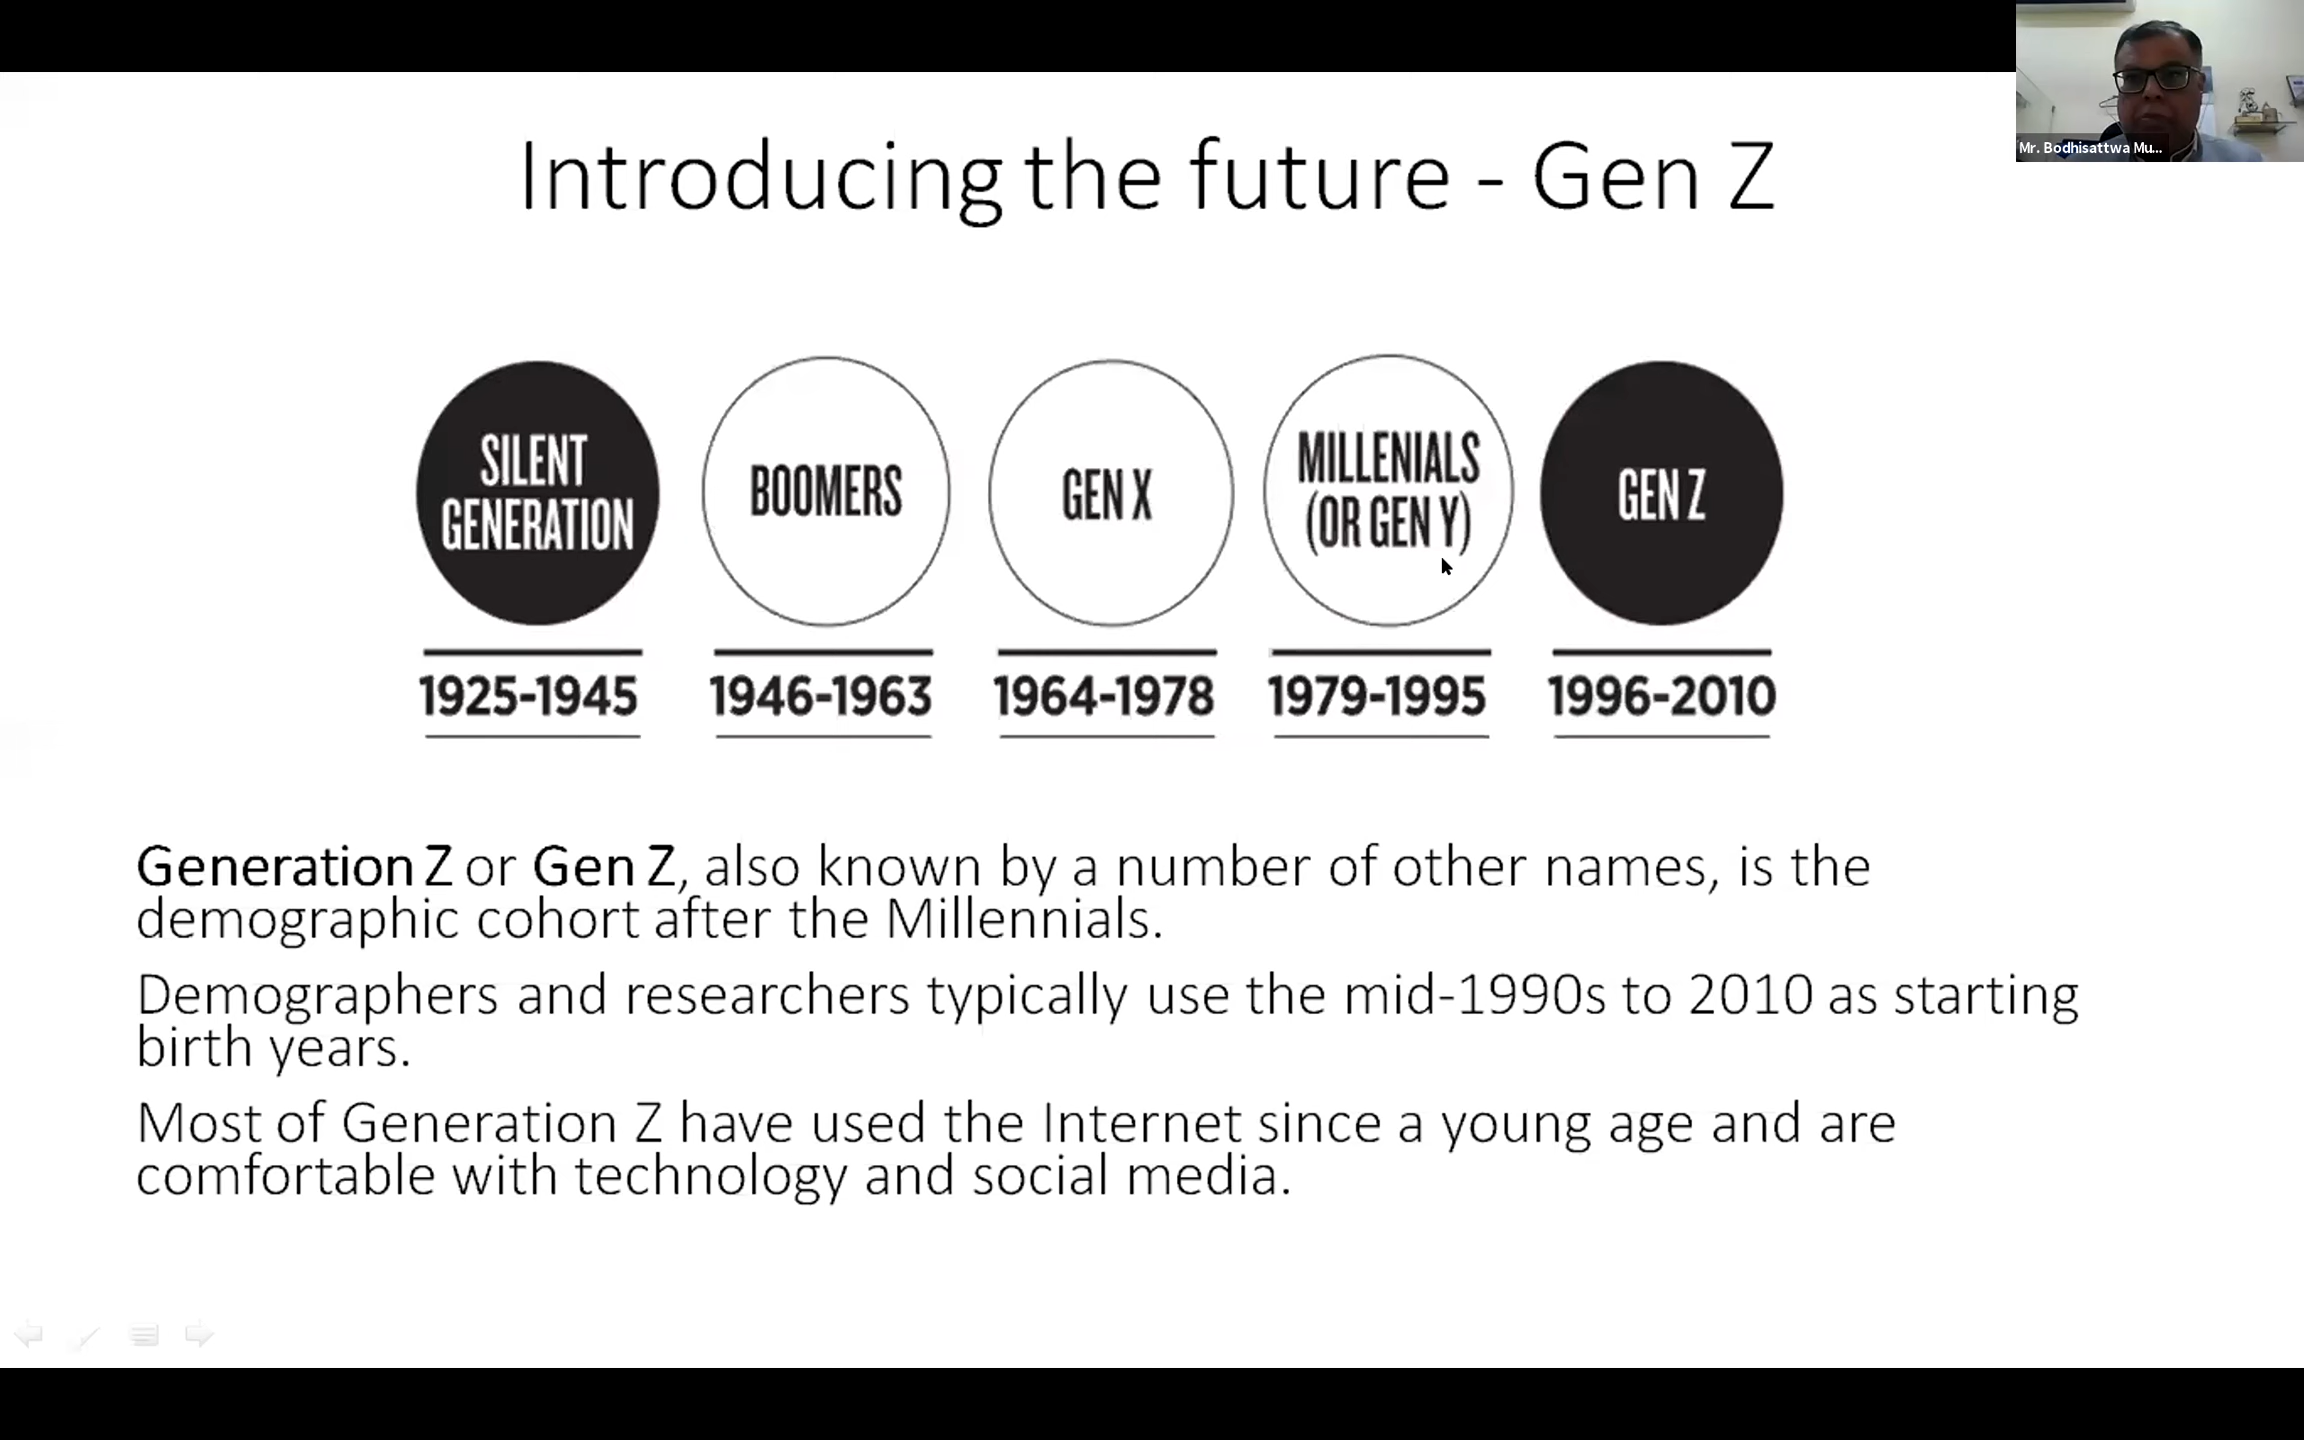 Mr. Bodhisattwa Mu...
Introducing the future - Gen Z
SILENT
GENERATION
BOOMERS
GEN X
MILLENIALS
(OR GEN Y)
GEN Z
1925-1945
1946-1963
1964-1978
1979-1995
1996-2010
Generation Z or Gen Z, also known by a number of other names, is the
demographic cohort after the Millennials.
Demographers and researchers typically use the mid-1990s to 2010 as starting
birth years.
Most of Generation Z have used the Internet since a young age and are
comfortable with technology and social media.